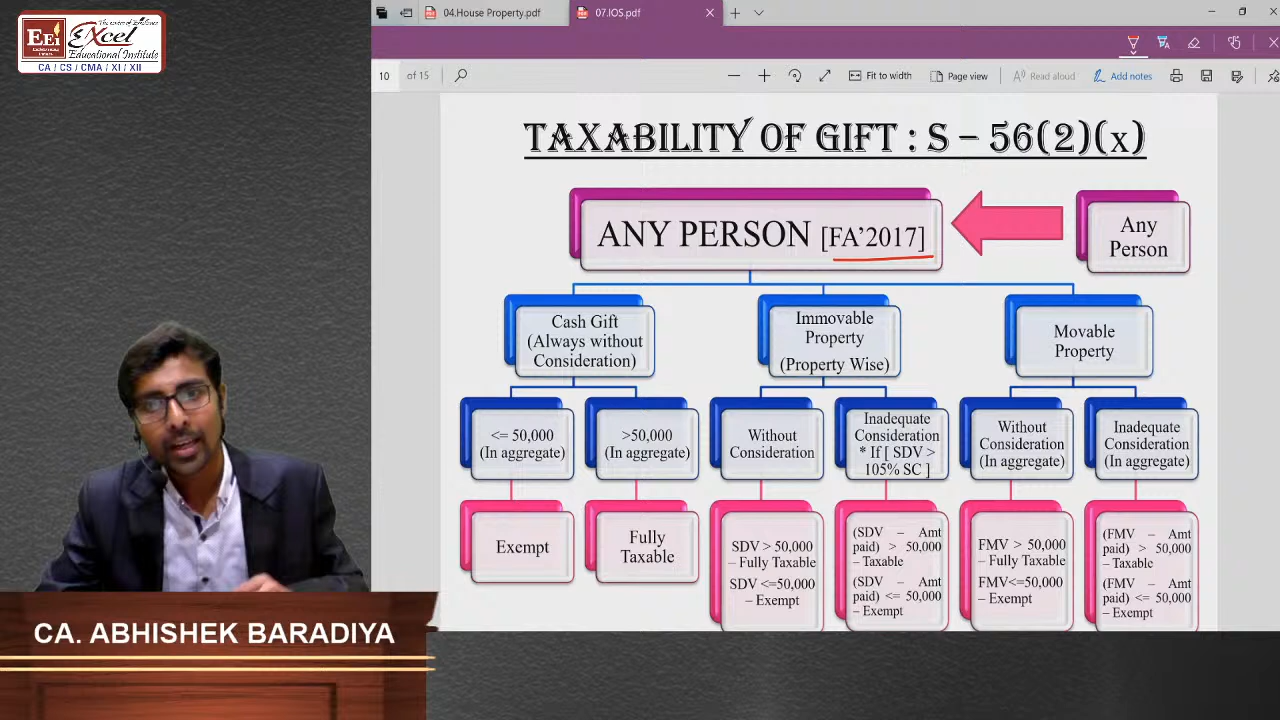 The centre of Excellence
EEi
EXcel
Educational Institute
CA / CS / CMA / XI / XII
04.House Property.pdf
07.IOS.pdf
10 of 15
Fit to width
Page view
Read aloud
Add notes
TAXABILITY OF GIFT : S – 56(2)(x)
ANY PERSON [FA’2017]
Any
Person
Cash Gift
(Always without
Consideration)
Immovable
Property
(Property Wise)
Movable
Property
<= 50,000
(In aggregate)
>50,000
(In aggregate)
Without
Consideration
Inadequate
Consideration
* If [ SDV >
105% SC ]
Without
Consideration
(In aggregate)
Inadequate
Consideration
(In aggregate)
Exempt
Fully
Taxable
SDV > 50,000
– Fully Taxable
SDV <=50,000
– Exempt
(SDV – Amt
paid) > 50,000
– Taxable
(SDV – Amt
paid) <= 50,000
– Exempt
FMV > 50,000
– Fully Taxable
FMV<=50,000
– Exempt
(FMV – Amt
paid) > 50,000
– Taxable
(FMV – Amt
paid) <= 50,000
– Exempt
CA. ABHISHEK BARADIYA